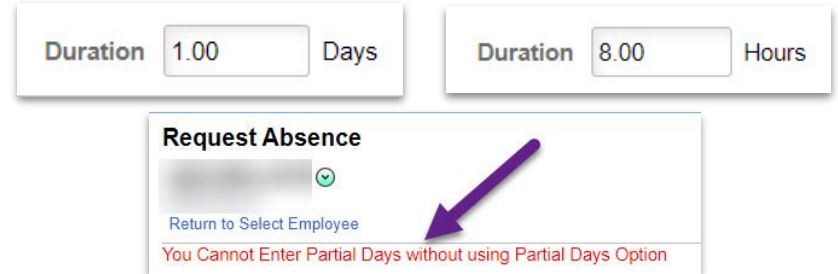 Duration 1.00 Days
Duration 8.00 Hours
Request Absence
Return to Select Employee
You Cannot Enter Partial Days without using Partial Days Option